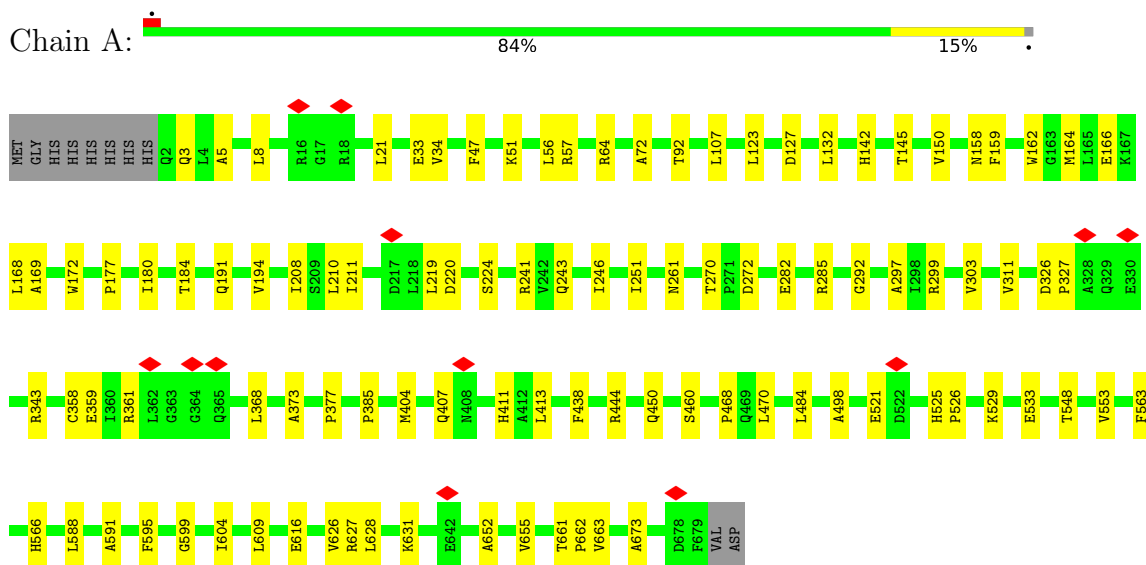 Chain A:
84% 15%
MET GLY HIS HIS HIS HIS HIS HIS Q2 Q3 L4 A5 L8 R16 G17 R18 L21 E33 V34 F47 K51 L56 R57 R64 A72 T92 L107 L123 D127 L132 H142 T145 V150 N158 F159 W162 G163 M164 L165 E166 K167
L168 A169 W172 P177 I180 T184 Q191 V194 I208 S209 L210 I211 D217 L218 L219 D220 S224 R241 V242 Q243 I246 I251 N261 T270 P271 D272 E282 R285 G292 A297 I298 R299 V303 V311 D326 P327 A328 Q329 E330
R343 C358 E359 I360 R361 L362 G363 G364 Q365 L368 A373 P377 P385 M404 Q407 N408 H411 A412 L413 F438 R444 Q450 S460 P468 Q469 L470 L484 A498 E521 D522 H525 P526 K529 E533 T548 V553 F563
H566 L588 A591 F595 G599 I604 L609 E616 V626 R627 L628 K631 E642 A652 V655 T661 P662 V663 A673 D678 F679 VAL ASP